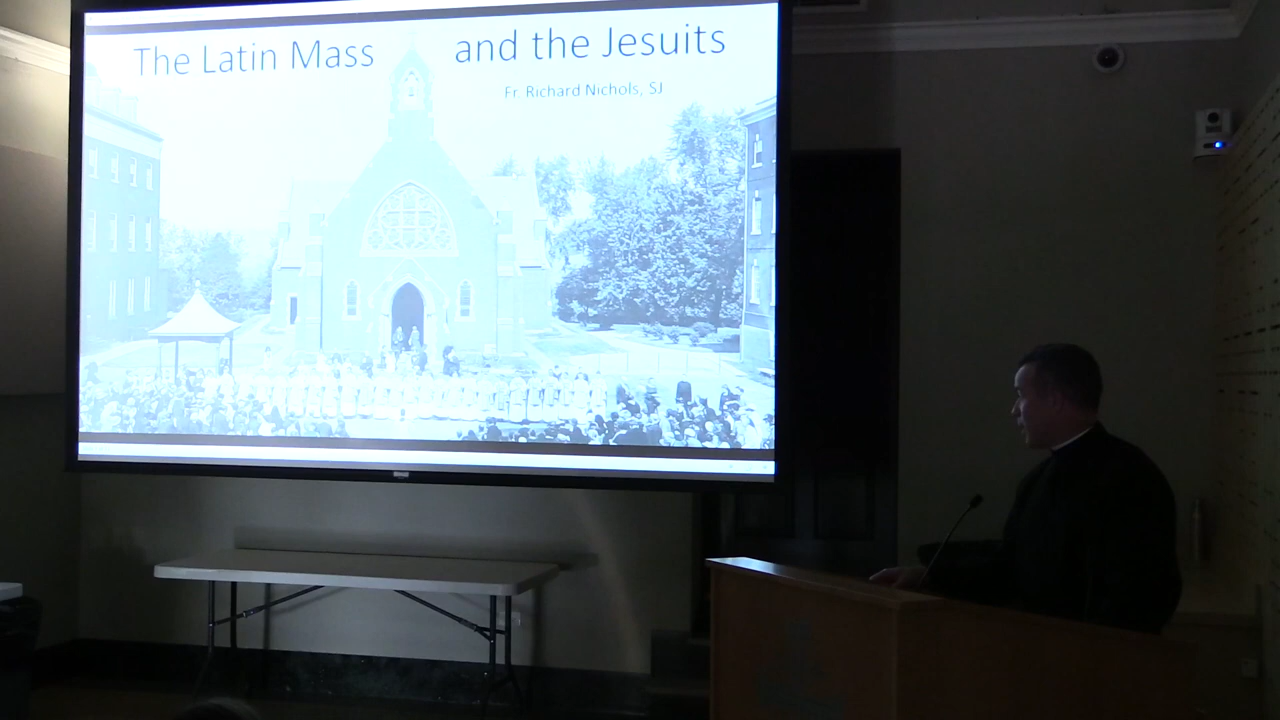 The Latin Mass and the Jesuits
Fr. Richard Nichols, SJ